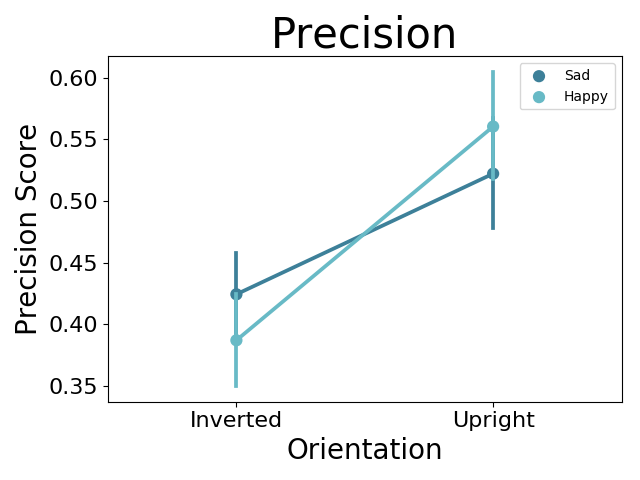 Precision
Sad
Happy
Precision Score
0.60
0.55
0.50
0.45
0.40
0.35
Inverted Upright
Orientation